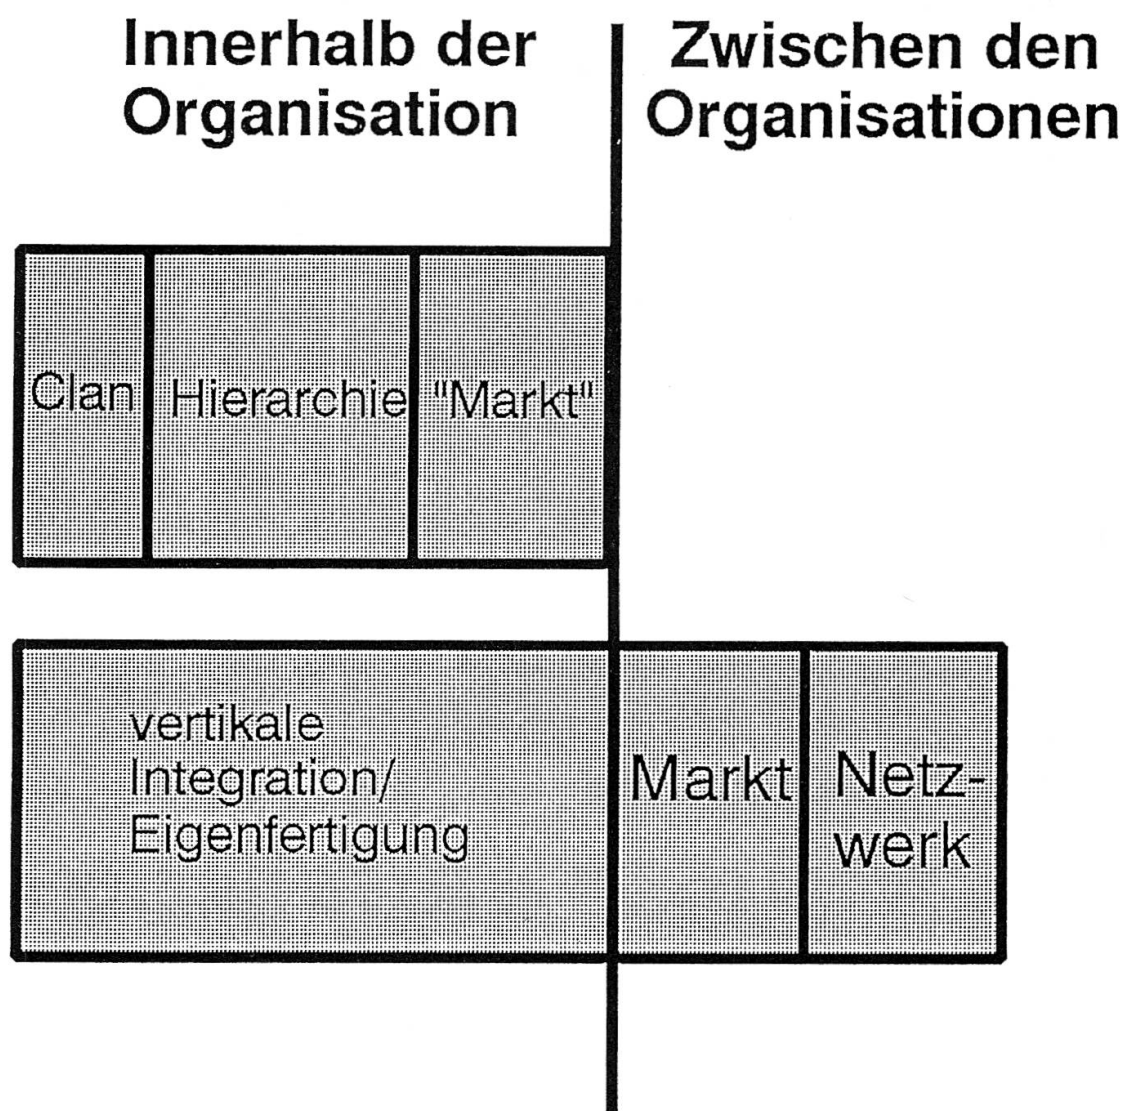 Innerhalb der
Organisation
Zwischen den
Organisationen
Clan
Hierarchie
"Markt"
vertikale
Integration/
Eigenfertigung
Markt
Netz-
werk